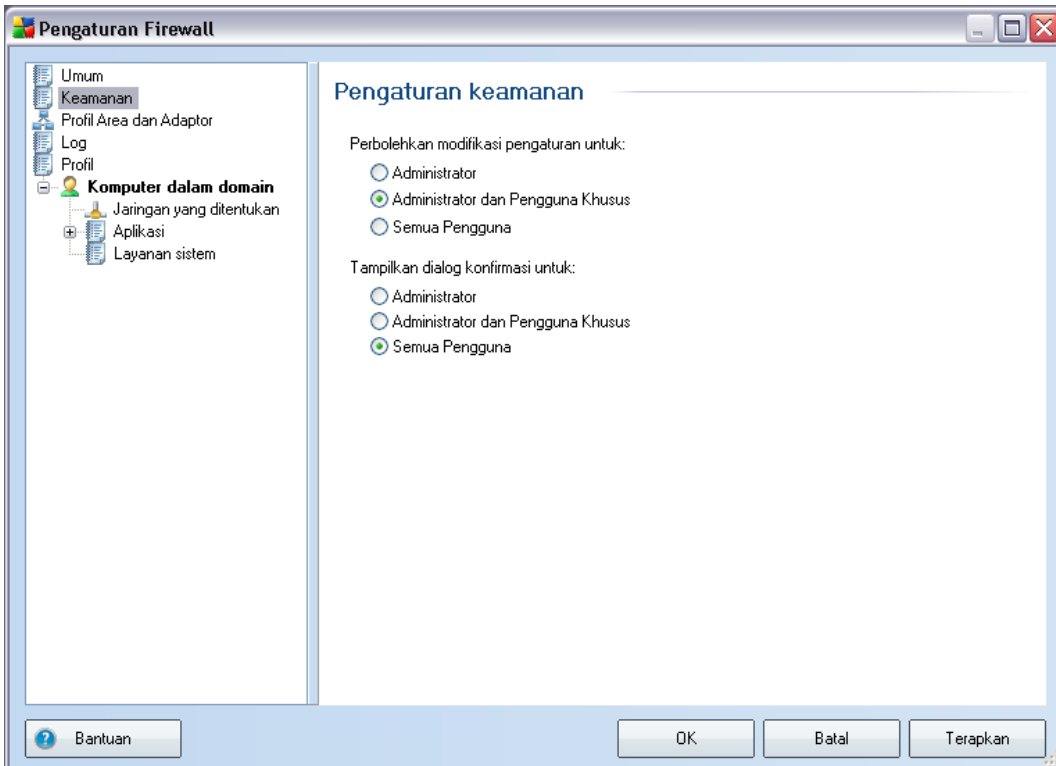 Pengaturan Firewall
Umum
Keamanan
Profil Area dan Adaptor
Log
Profil
Komputer dalam domain
Jaringan yang ditentukan
Aplikasi
Layanan sistem
Pengaturan keamanan
Perbolehkan modifikasi pengaturan untuk:
Administrator
Administrator dan Pengguna Khusus
Semua Pengguna
Tampilkan dialog konfirmasi untuk:
Administrator
Administrator dan Pengguna Khusus
Semua Pengguna
Bantuan
OK
Batal
Terapkan